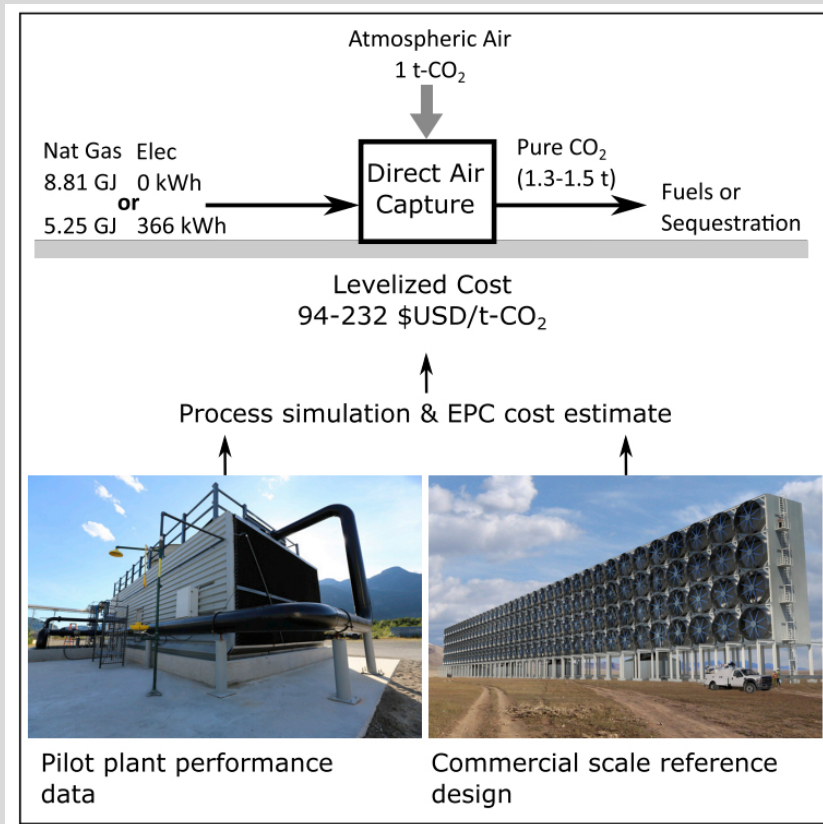 Atmospheric Air
1 t-CO₂
Nat Gas Elec
8.81 GJ 0 kWh
or
5.25 GJ 366 kWh
Direct Air
Capture
Pure CO₂
(1.3-1.5 t)
Fuels or
Sequestration
Levelized Cost
94-232 $USD/t-CO₂
Process simulation & EPC cost estimate
Pilot plant performance
data
Commercial scale reference
design